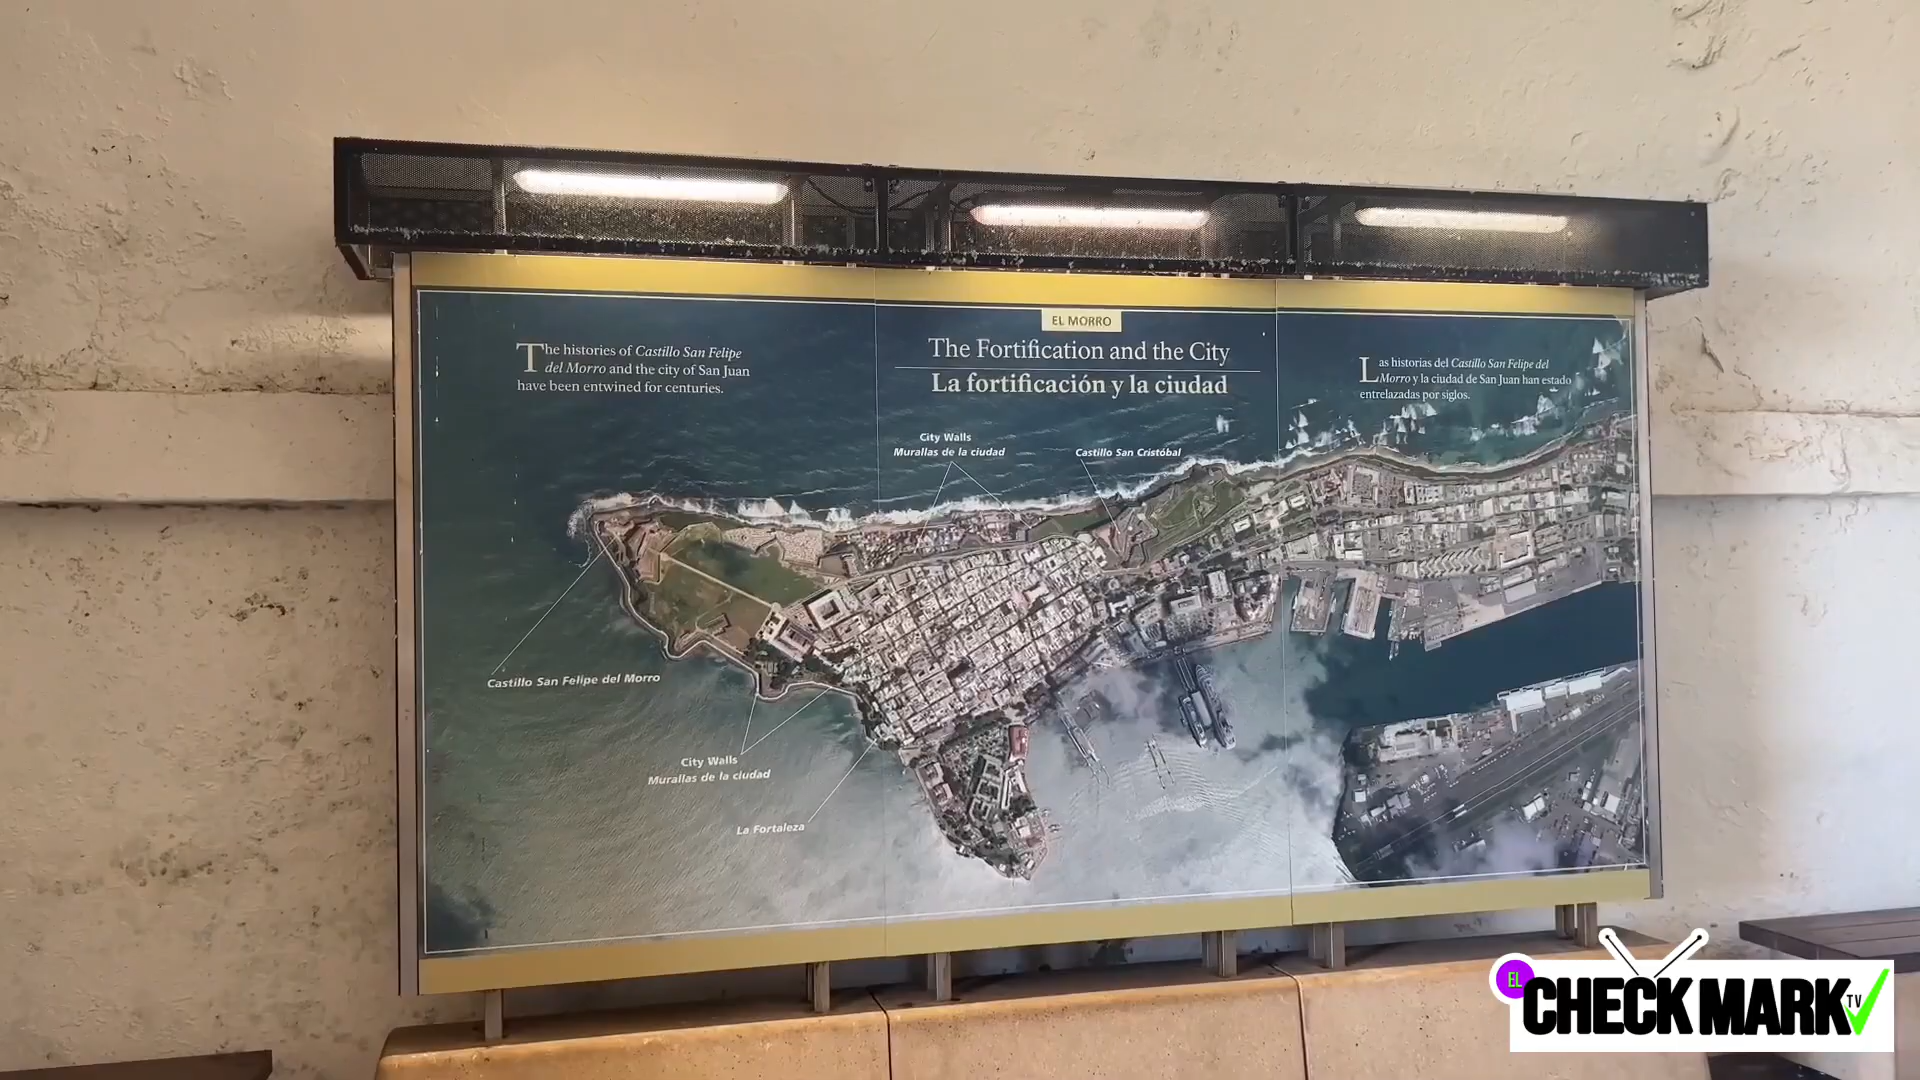 EL MORRO
The Fortification and the City
La fortificación y la ciudad
The histories of Castillo San Felipe
del Morro and the city of San Juan
have been entwined for centuries.
Las historias del Castillo San Felipe del
Morro y la ciudad de San Juan han estado
entrelazadas por siglos.
City Walls
Murallas de la ciudad
Castillo San Cristóbal
Castillo San Felipe del Morro
City Walls
Murallas de la ciudad
La Fortaleza
EL
CHECK MARK TV